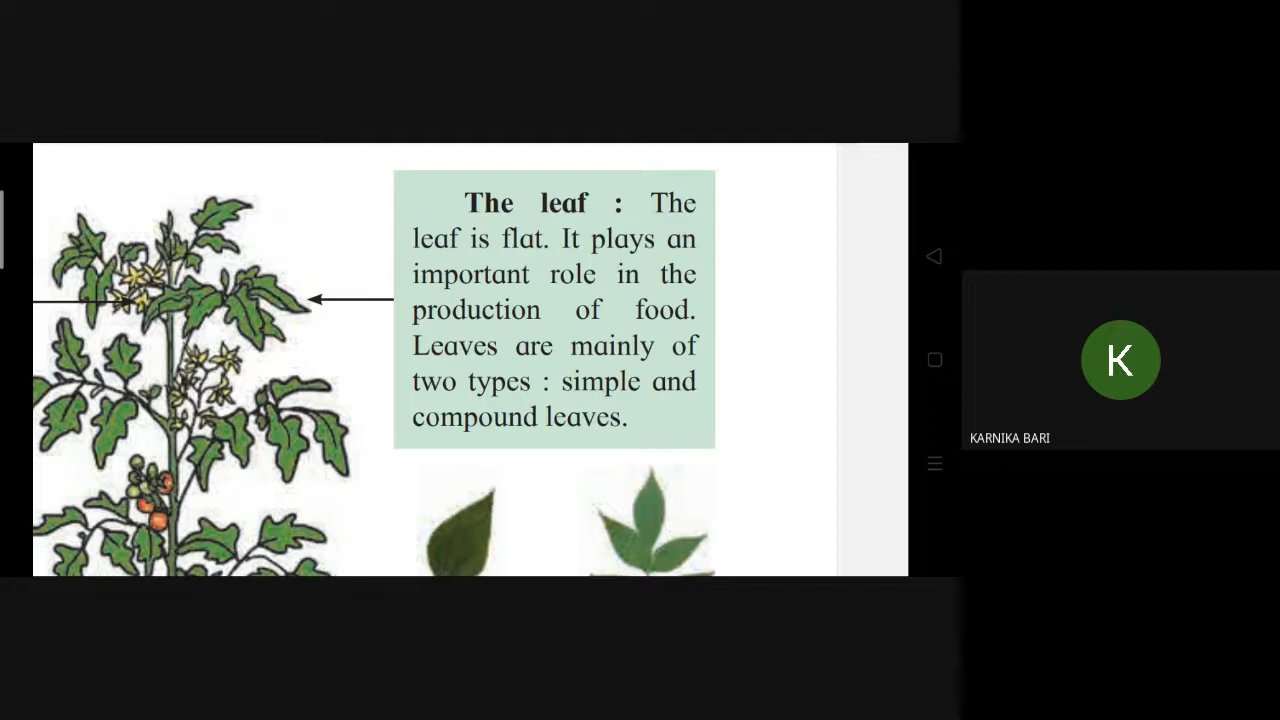 The leaf : The
leaf is flat. It plays an
important role in the
production of food.
Leaves are mainly of
two types : simple and
compound leaves.
K
KARNIKA BARI